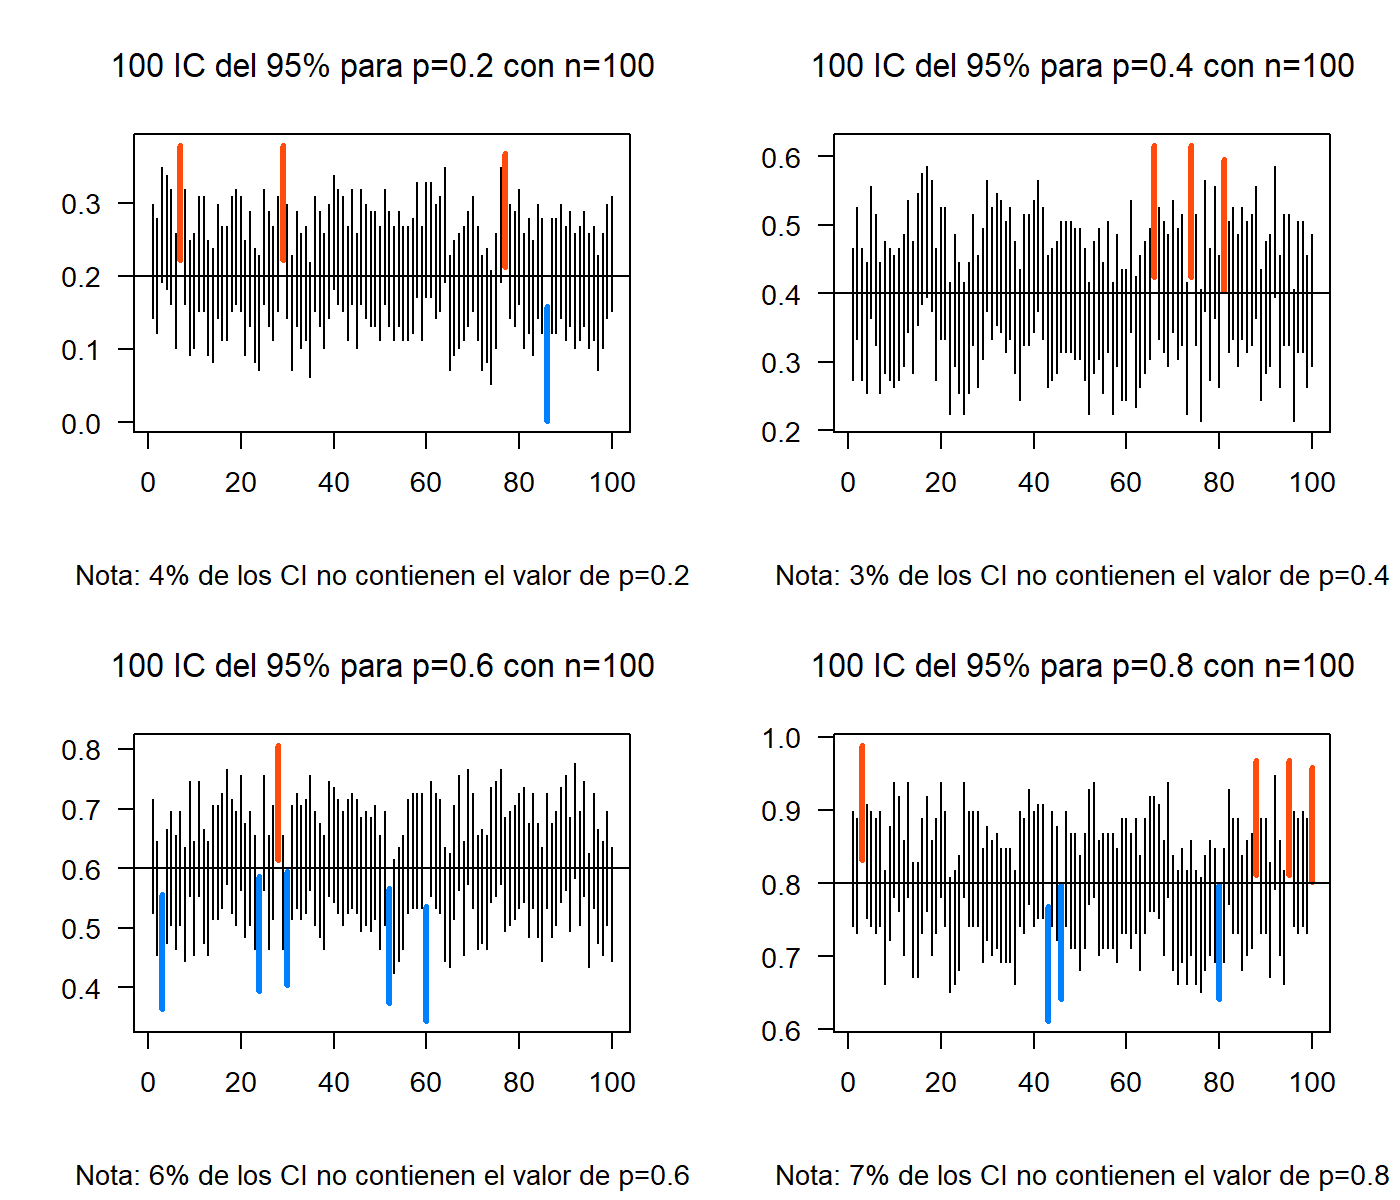 100 IC del 95% para p=0.2 con n=100
0.3
0.2
0.1
0.0
0 20 40 60 80 100
Nota: 4% de los CI no contienen el valor de p=0.2
100 IC del 95% para p=0.4 con n=100
0.6
0.5
0.4
0.3
0.2
0 20 40 60 80 100
Nota: 3% de los CI no contienen el valor de p=0.4
100 IC del 95% para p=0.6 con n=100
0.8
0.7
0.6
0.5
0.4
0 20 40 60 80 100
Nota: 6% de los CI no contienen el valor de p=0.6
100 IC del 95% para p=0.8 con n=100
1.0
0.9
0.8
0.7
0.6
0 20 40 60 80 100
Nota: 7% de los CI no contienen el valor de p=0.8